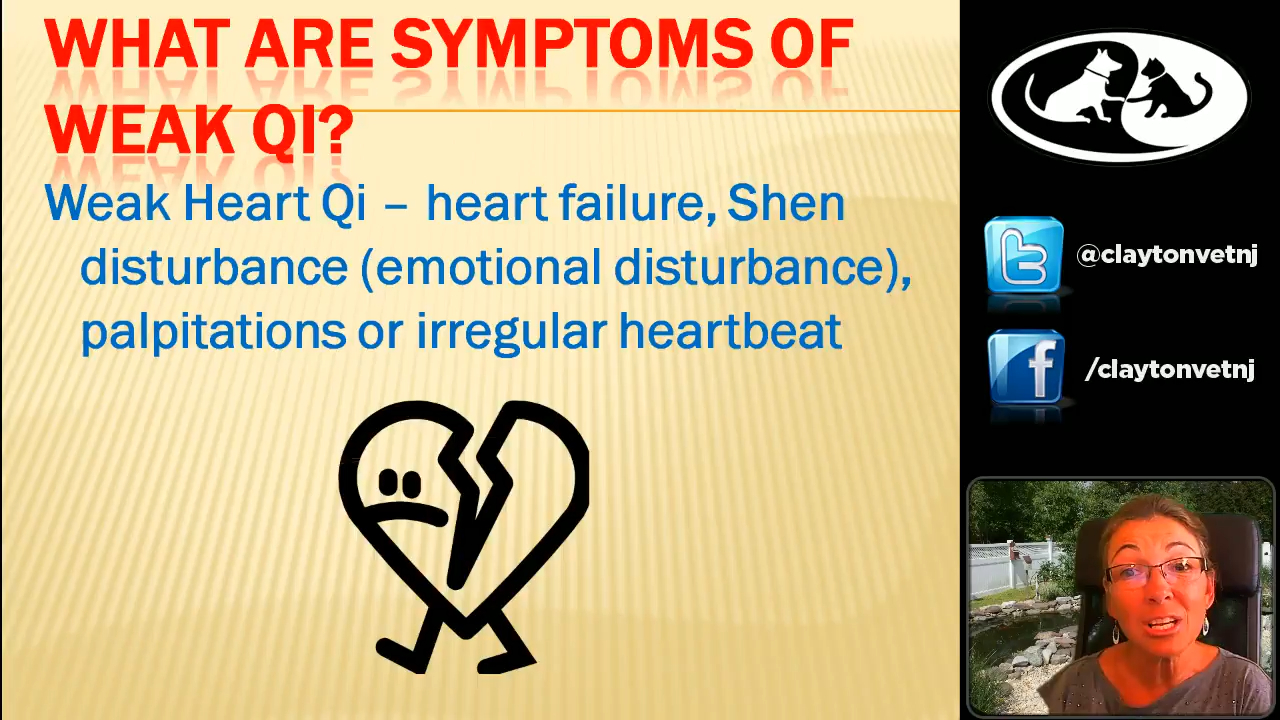 WHAT ARE SYMPTOMS OF
WEAK QI?
Weak Heart Qi – heart failure, Shen
disturbance (emotional disturbance),
palpitations or irregular heartbeat
@claytonvetnj
/claytonvetnj